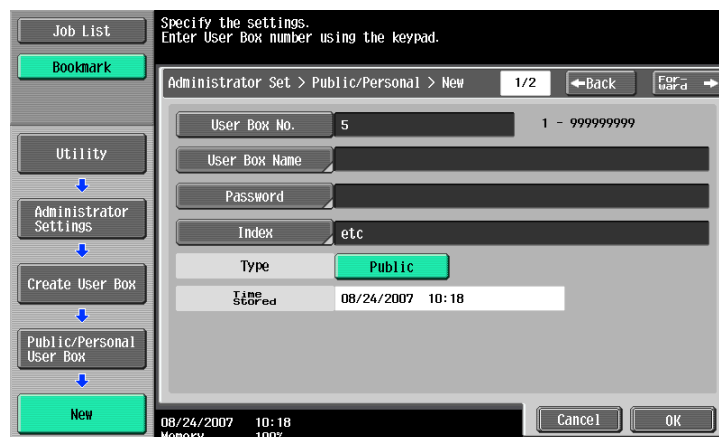 Job List
Bookmark
Utility
Administrator
Settings
Create User Box
Public/Personal
User Box
New
Specify the settings.
Enter User Box number using the keypad.
Administrator Set > Public/Personal > New
1/2
←Back
For-
ward →
User Box No.
5
1 - 999999999
User Box Name
Password
Index
etc
Type
Public
Time
Stored
08/24/2007 10:18
Cancel
OK
08/24/2007 10:18
Memory 100%